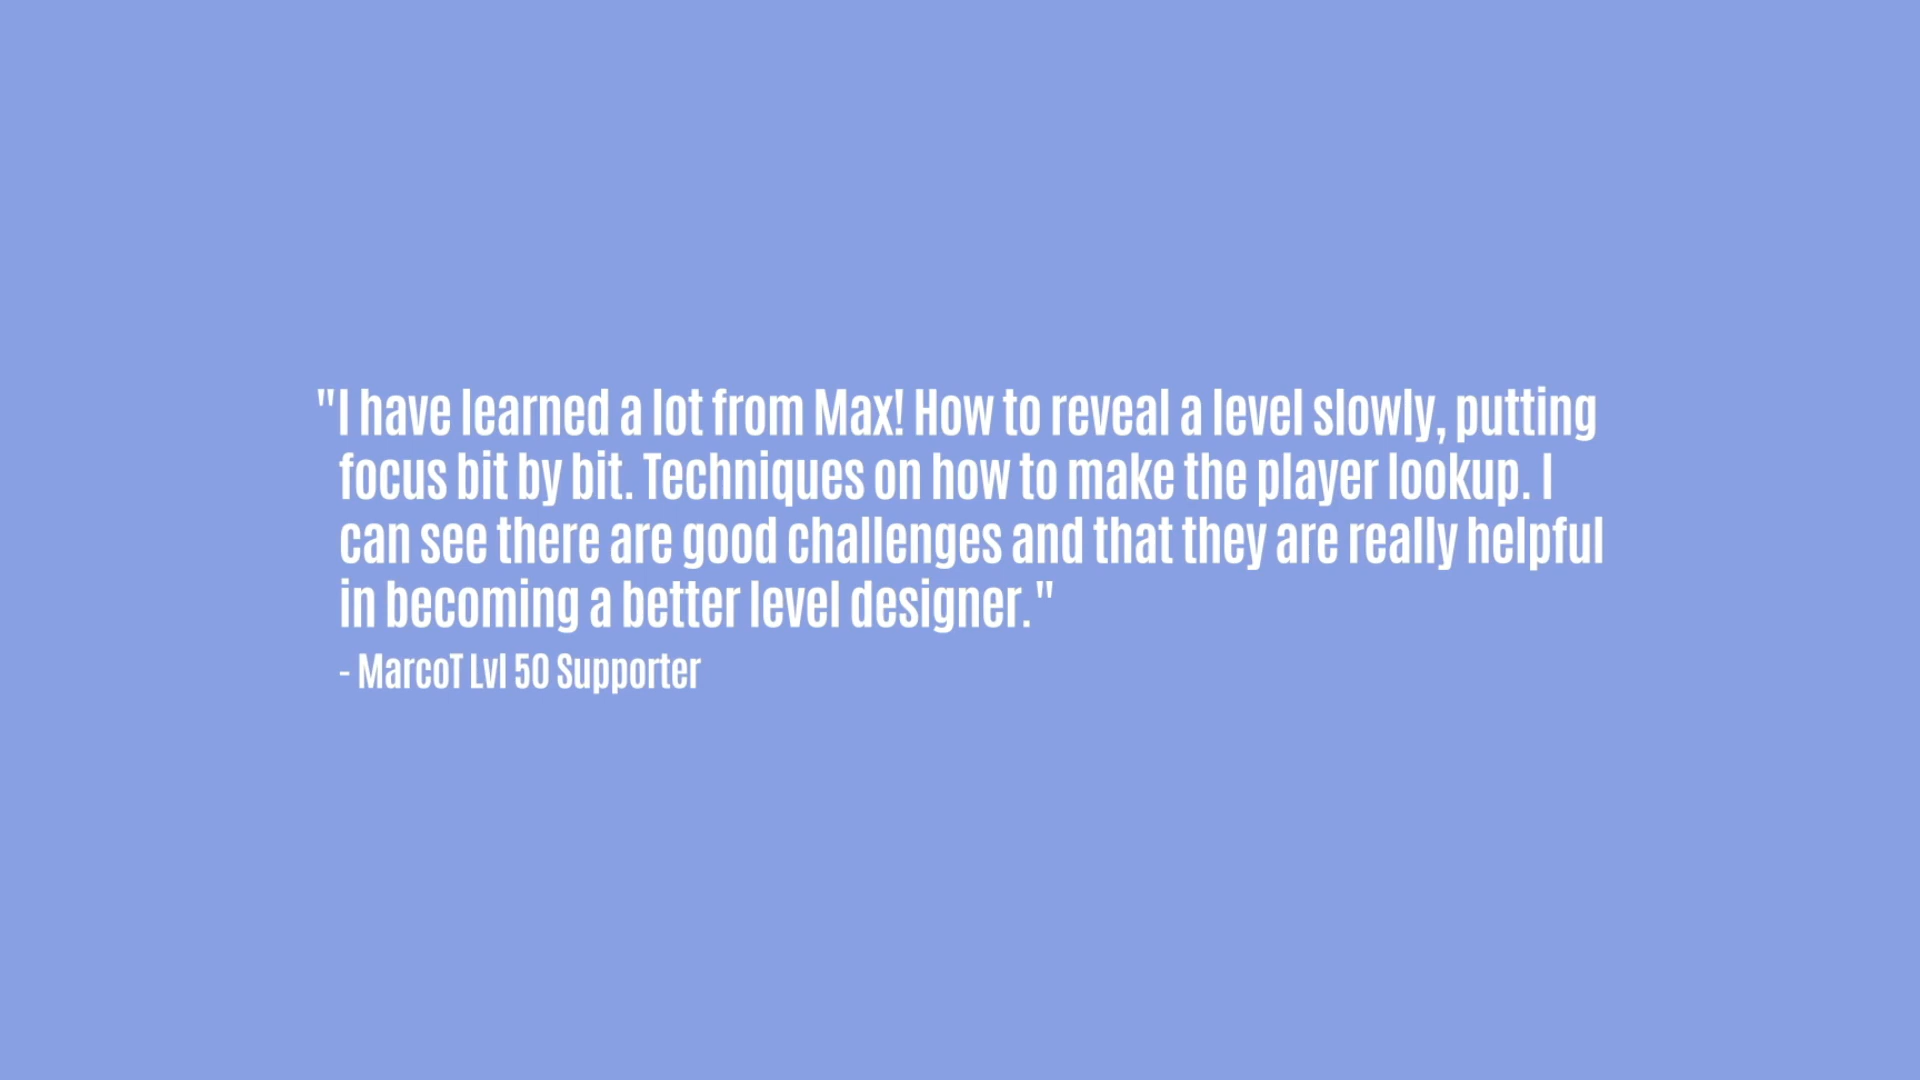 "I have learned a lot from Max! How to reveal a level slowly, putting
focus bit by bit. Techniques on how to make the player lookup. I
can see there are good challenges and that they are really helpful
in becoming a better level designer."
- MarcoT Lvl 50 Supporter